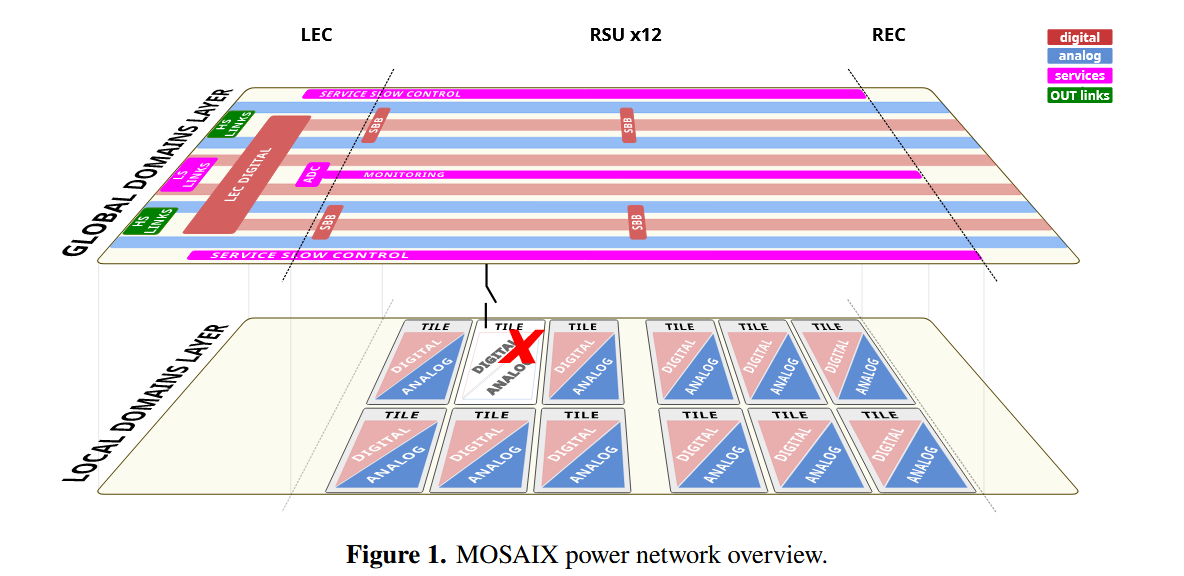 LEC
RSU x12
REC
digital
analog
services
OUT links
GLOBAL DOMAINS LAYER
SERVICE SLOW CONTROL
HS
LINKS
SBB
SBB
LEC DIGITAL
LS
LINKS
ADC
MONITORING
HS
LINKS
SBB
SBB
SERVICE SLOW CONTROL
LOCAL DOMAINS LAYER
TILE
DIGITAL
ANALOG
TILE
DIGITAL
ANALOG
X
TILE
DIGITAL
ANALOG
TILE
DIGITAL
ANALOG
TILE
DIGITAL
ANALOG
TILE
DIGITAL
ANALOG
TILE
DIGITAL
ANALOG
TILE
DIGITAL
ANALOG
TILE
DIGITAL
ANALOG
TILE
DIGITAL
ANALOG
TILE
DIGITAL
ANALOG
TILE
DIGITAL
ANALOG
Figure 1. MOSAIX power network overview.